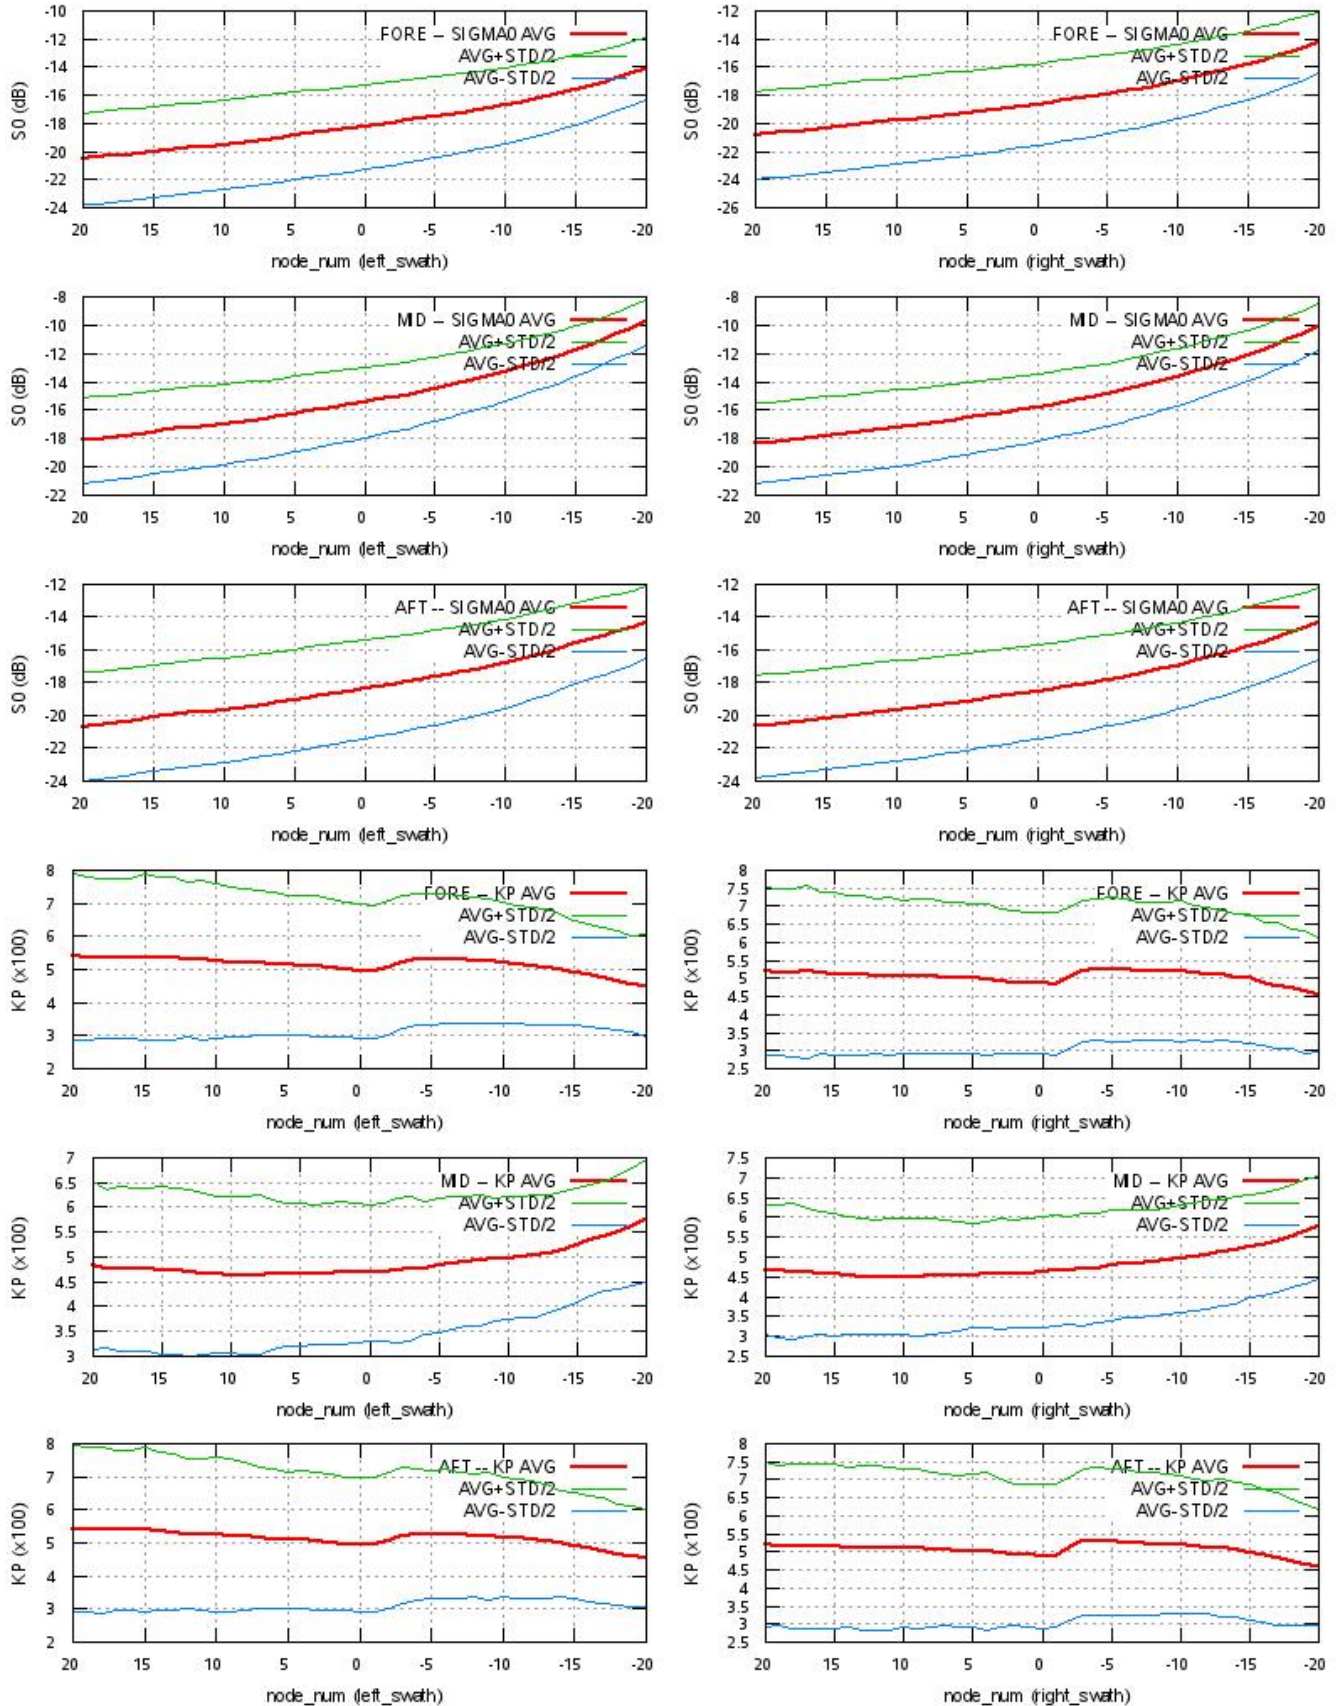 -10
-12
-14
-16
-18
-20
-22
-24
S0 (dB)
FORE -- SIGMA0 AVG
AVG+STD/2
AVG-STD/2
20 15 10 5 0 -5 -10 -15 -20
node_num (left_swath)
-12
-14
-16
-18
-20
-22
-24
-26
S0 (dB)
FORE -- SIGMA0 AVG
AVG+STD/2
AVG-STD/2
20 15 10 5 0 -5 -10 -15 -20
node_num (right_swath)
-8
-10
-12
-14
-16
-18
-20
-22
S0 (dB)
MID -- SIGMA0 AVG
AVG+STD/2
AVG-STD/2
20 15 10 5 0 -5 -10 -15 -20
node_num (left_swath)
-8
-10
-12
-14
-16
-18
-20
-22
S0 (dB)
MID -- SIGMA0 AVG
AVG+STD/2
AVG-STD/2
20 15 10 5 0 -5 -10 -15 -20
node_num (right_swath)
-12
-14
-16
-18
-20
-22
-24
S0 (dB)
AFT -- SIGMA0 AVG
AVG+STD/2
AVG-STD/2
20 15 10 5 0 -5 -10 -15 -20
node_num (left_swath)
-12
-14
-16
-18
-20
-22
-24
S0 (dB)
AFT -- SIGMA0 AVG
AVG+STD/2
AVG-STD/2
20 15 10 5 0 -5 -10 -15 -20
node_num (right_swath)
8
7
6
5
4
3
2
KP (x100)
FORE -- KP AVG
AVG+STD/2
AVG-STD/2
20 15 10 5 0 -5 -10 -15 -20
node_num (left_swath)
8
7.5
7
6.5
6
5.5
5
4.5
4
3.5
3
2.5
KP (x100)
FORE -- KP AVG
AVG+STD/2
AVG-STD/2
20 15 10 5 0 -5 -10 -15 -20
node_num (right_swath)
7
6.5
6
5.5
5
4.5
4
3.5
3
KP (x100)
MID -- KP AVG
AVG+STD/2
AVG-STD/2
20 15 10 5 0 -5 -10 -15 -20
node_num (left_swath)
7.5
7
6.5
6
5.5
5
4.5
4
3.5
3
2.5
KP (x100)
MID -- KP AVG
AVG+STD/2
AVG-STD/2
20 15 10 5 0 -5 -10 -15 -20
node_num (right_swath)
8
7
6
5
4
3
2
KP (x100)
AFT -- KP AVG
AVG+STD/2
AVG-STD/2
20 15 10 5 0 -5 -10 -15 -20
node_num (left_swath)
8
7.5
7
6.5
6
5.5
5
4.5
4
3.5
3
2.5
KP (x100)
AFT -- KP AVG
AVG+STD/2
AVG-STD/2
20 15 10 5 0 -5 -10 -15 -20
node_num (right_swath)